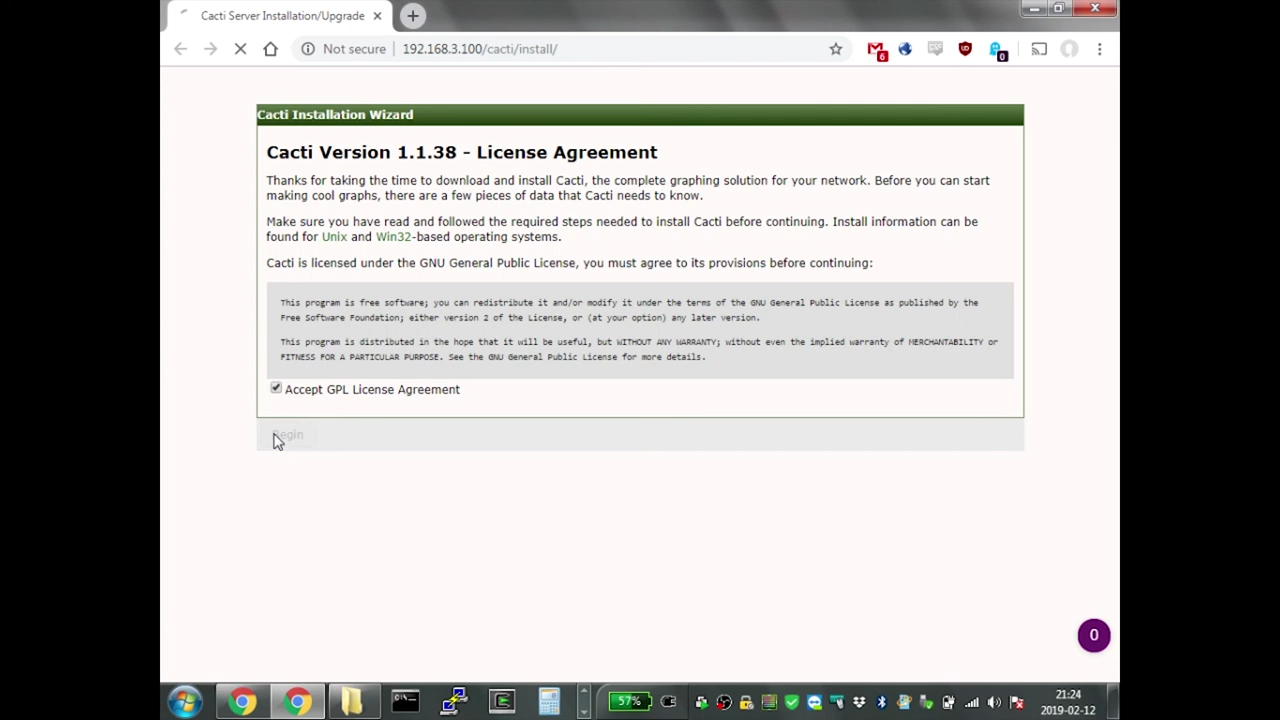 Cacti Server Installation/Upgrade
Not secure
192.168.3.100/cacti/install/
6
UD
0
Cacti Installation Wizard
Cacti Version 1.1.38 - License Agreement
Thanks for taking the time to download and install Cacti, the complete graphing solution for your network. Before you can start
making cool graphs, there are a few pieces of data that Cacti needs to know.
Make sure you have read and followed the required steps needed to install Cacti before continuing. Install information can be
found for Unix and Win32-based operating systems.
Cacti is licensed under the GNU General Public License, you must agree to its provisions before continuing:
This program is free software; you can redistribute it and/or modify it under the terms of the GNU General Public License as published by the
Free Software Foundation; either version 2 of the License, or (at your option) any later version.
This program is distributed in the hope that it will be useful, but WITHOUT ANY WARRANTY; without even the implied warranty of MERCHANTABILITY or
FITNESS FOR A PARTICULAR PURPOSE. See the GNU General Public License for more details.
Accept GPL License Agreement
Begin
0
57%
21:24
2019-02-12